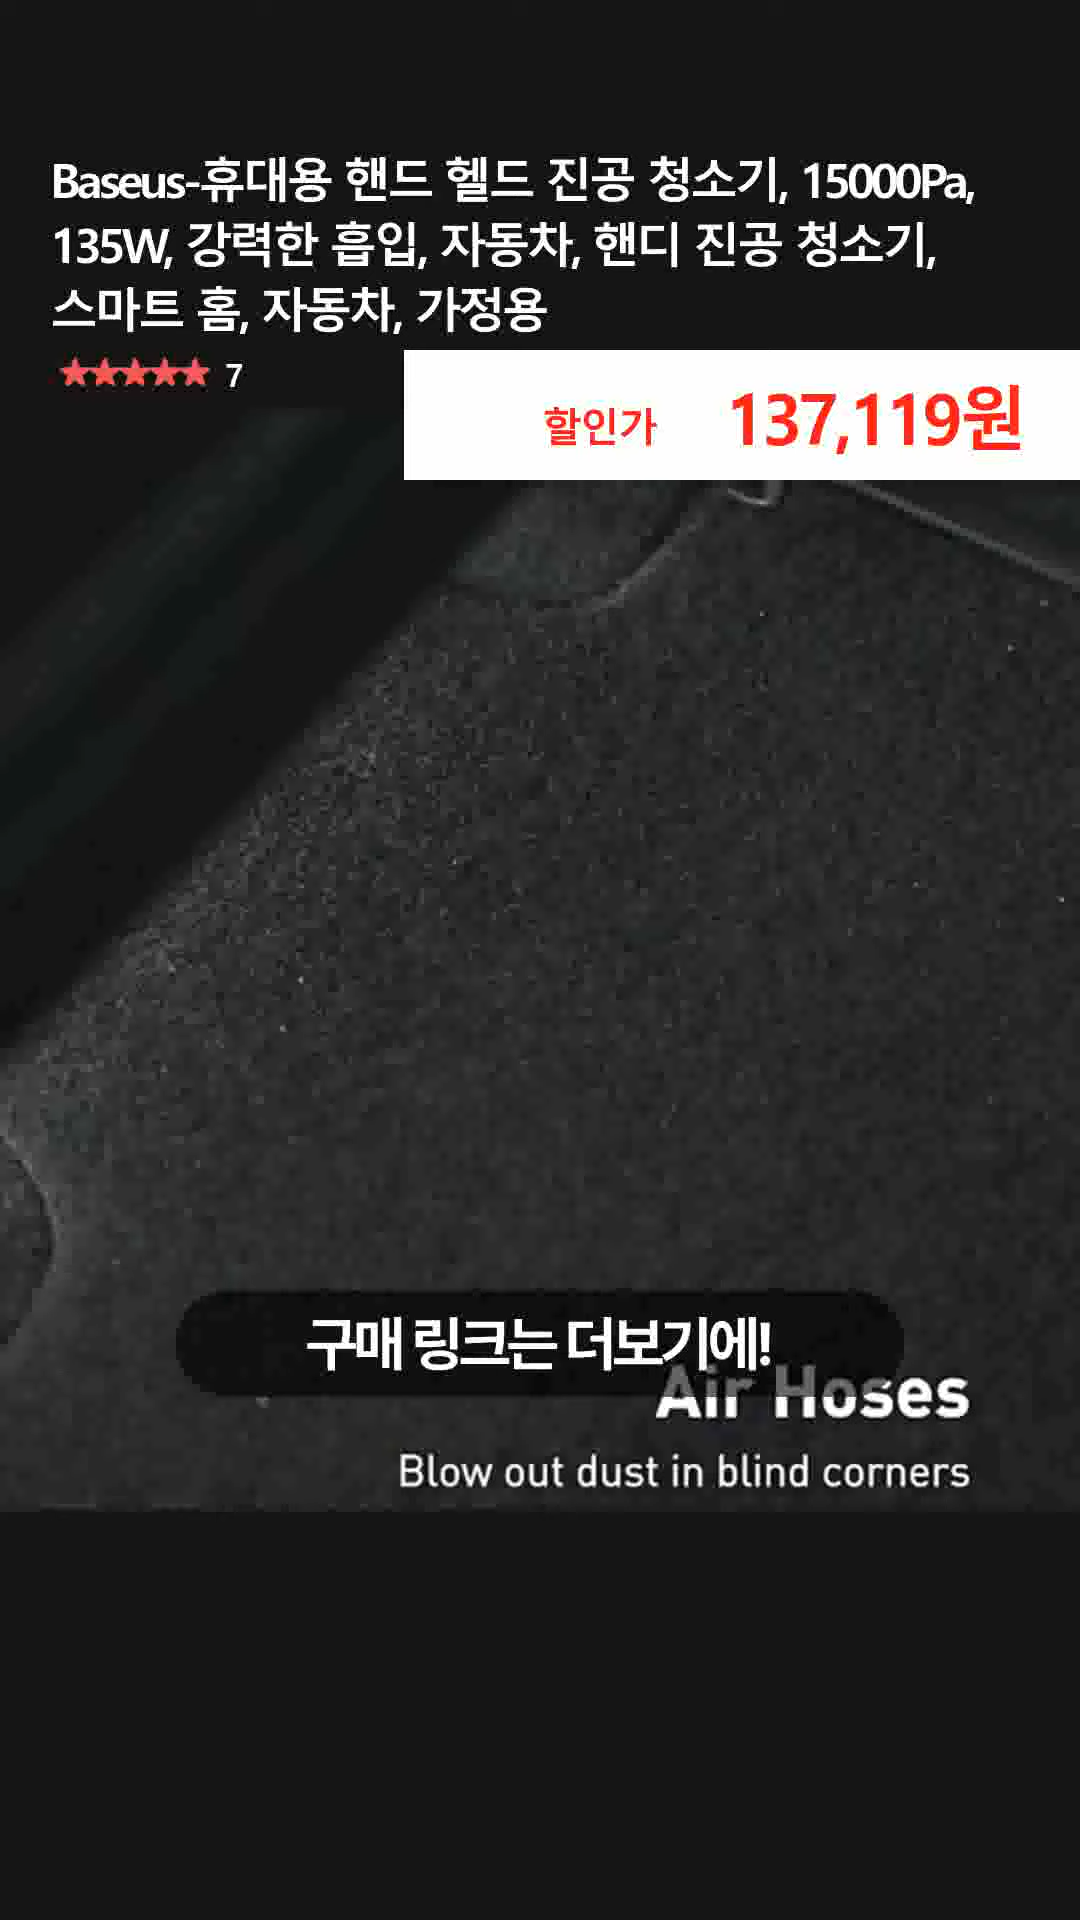 Baseus-휴대용 핸드 헬드 진공 청소기, 15000Pa,
135W, 강력한 흡입, 자동차, 핸디 진공 청소기,
스마트 홈, 자동차, 가정용
7
할인가 137,119원
구매 링크는 더보기에!
Air Hoses
Blow out dust in blind corners